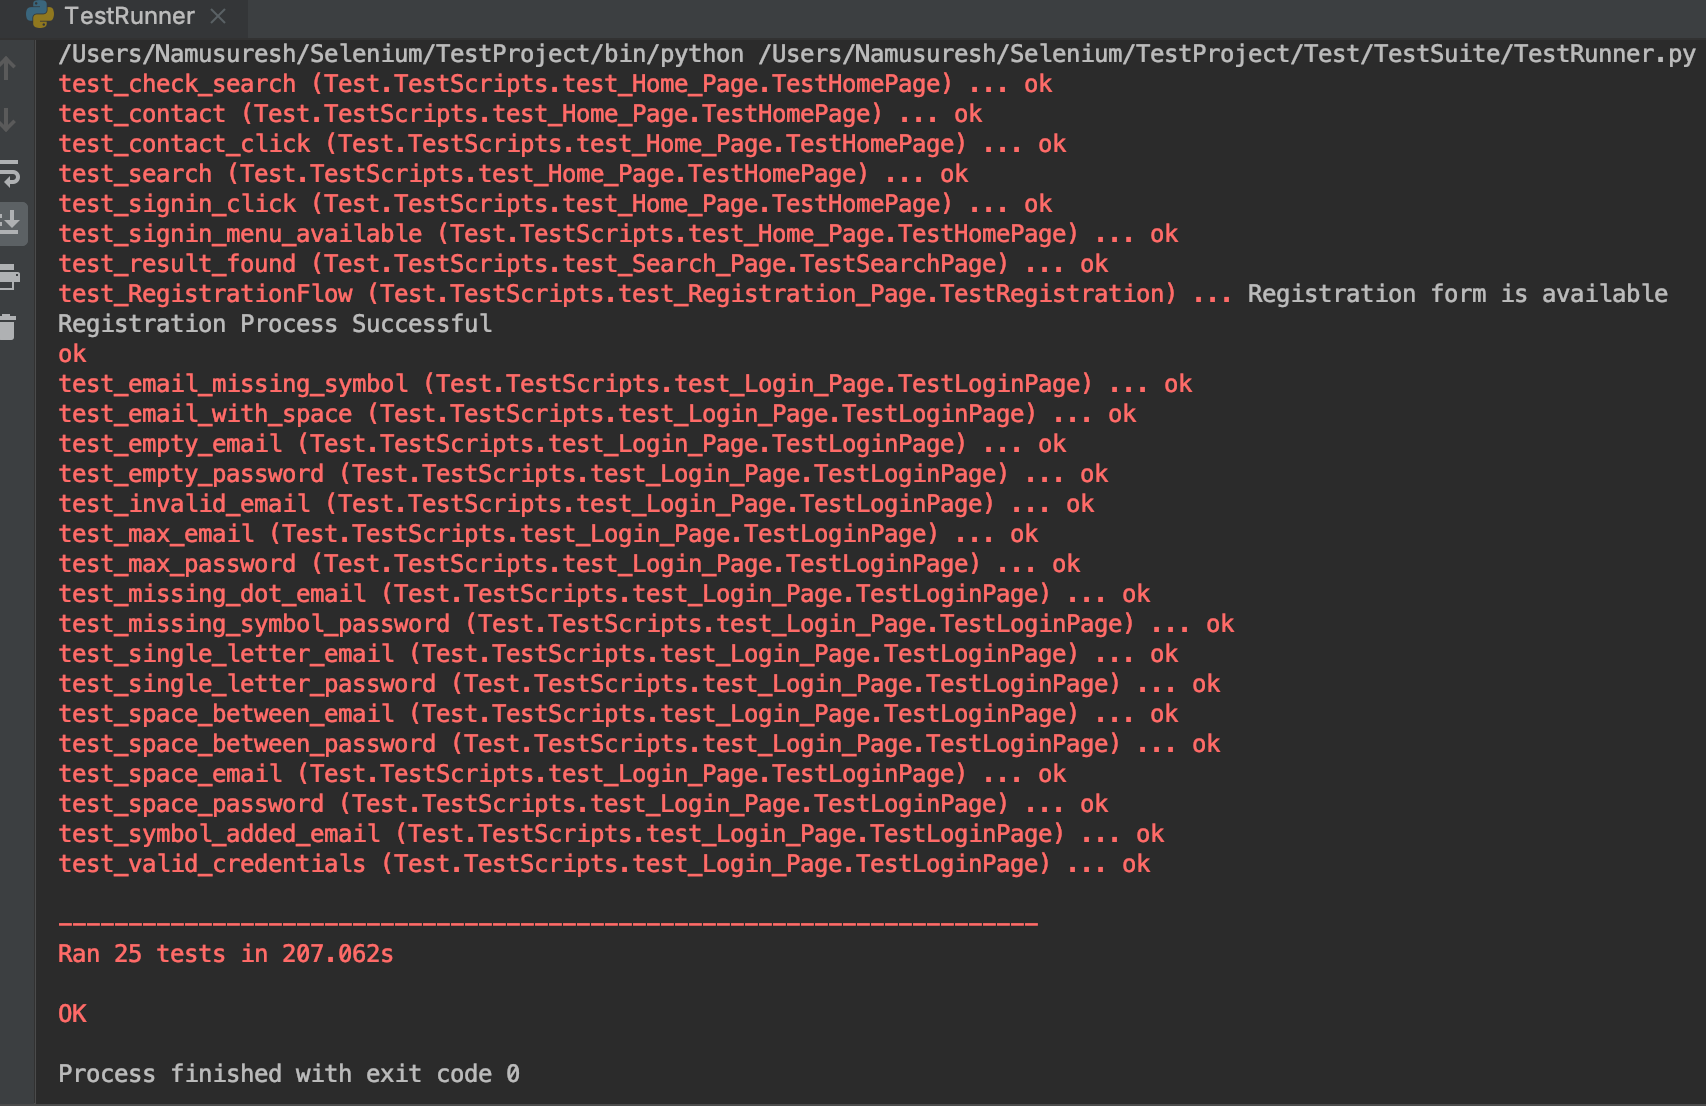 TestRunner
/Users/Namusuresh/Selenium/TestProject/bin/python /Users/Namusuresh/Selenium/TestProject/Test/TestSuite/TestRunner.py
test_check_search (Test.TestScripts.test_Home_Page.TestHomePage) ... ok
test_contact (Test.TestScripts.test_Home_Page.TestHomePage) ... ok
test_contact_click (Test.TestScripts.test_Home_Page.TestHomePage) ... ok
test_search (Test.TestScripts.test_Home_Page.TestHomePage) ... ok
test_signin_click (Test.TestScripts.test_Home_Page.TestHomePage) ... ok
test_signin_menu_available (Test.TestScripts.test_Home_Page.TestHomePage) ... ok
test_result_found (Test.TestScripts.test_Search_Page.TestSearchPage) ... ok
test_RegistrationFlow (Test.TestScripts.test_Registration_Page.TestRegistration) ... Registration form is available
Registration Process Successful
ok
test_email_missing_symbol (Test.TestScripts.test_Login_Page.TestLoginPage) ... ok
test_email_with_space (Test.TestScripts.test_Login_Page.TestLoginPage) ... ok
test_empty_email (Test.TestScripts.test_Login_Page.TestLoginPage) ... ok
test_empty_password (Test.TestScripts.test_Login_Page.TestLoginPage) ... ok
test_invalid_email (Test.TestScripts.test_Login_Page.TestLoginPage) ... ok
test_max_email (Test.TestScripts.test_Login_Page.TestLoginPage) ... ok
test_max_password (Test.TestScripts.test_Login_Page.TestLoginPage) ... ok
test_missing_dot_email (Test.TestScripts.test_Login_Page.TestLoginPage) ... ok
test_missing_symbol_password (Test.TestScripts.test_Login_Page.TestLoginPage) ... ok
test_single_letter_email (Test.TestScripts.test_Login_Page.TestLoginPage) ... ok
test_single_letter_password (Test.TestScripts.test_Login_Page.TestLoginPage) ... ok
test_space_between_email (Test.TestScripts.test_Login_Page.TestLoginPage) ... ok
test_space_between_password (Test.TestScripts.test_Login_Page.TestLoginPage) ... ok
test_space_email (Test.TestScripts.test_Login_Page.TestLoginPage) ... ok
test_space_password (Test.TestScripts.test_Login_Page.TestLoginPage) ... ok
test_symbol_added_email (Test.TestScripts.test_Login_Page.TestLoginPage) ... ok
test_valid_credentials (Test.TestScripts.test_Login_Page.TestLoginPage) ... ok
----------------------------------------------------------------------
Ran 25 tests in 207.062s
OK
Process finished with exit code 0